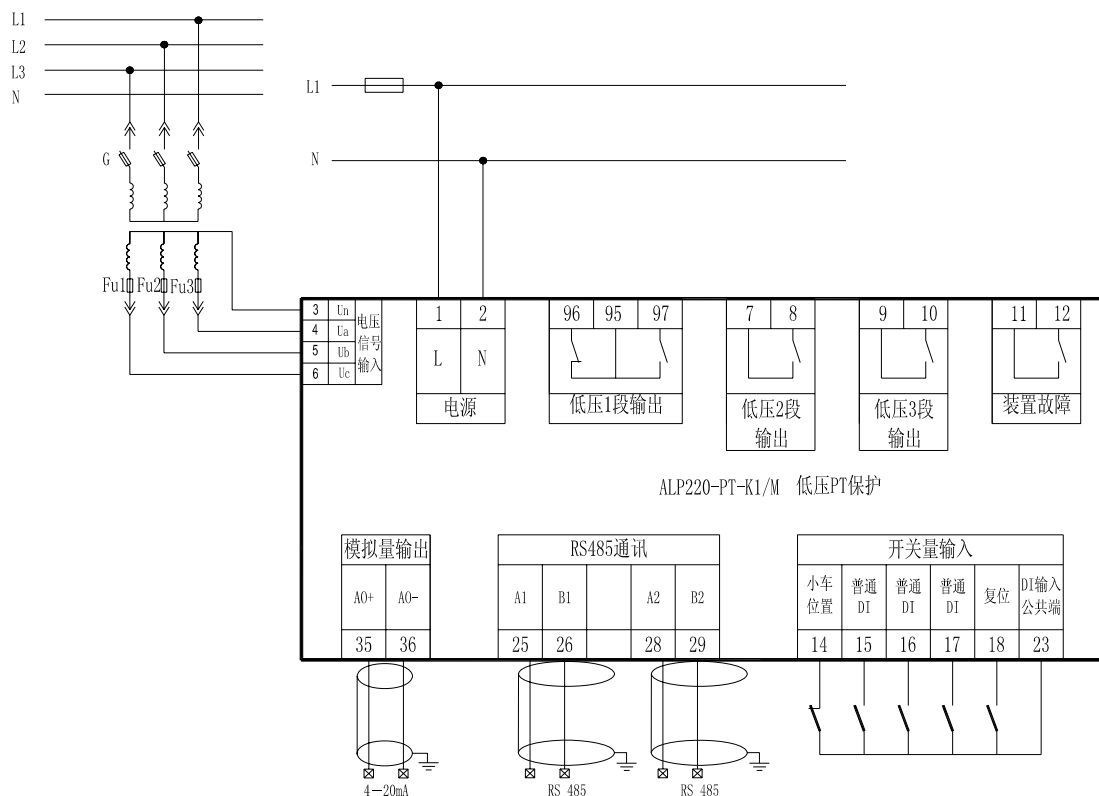 L1
L2
L3
N
L1
N
G
Fu1 Fu2 Fu3
3 Un
4 Ua
5 Ub
6 Uc
电压
信号
输入
1 2
L N
电源
96 95 97
低压1段输出
7 8
低压2段
输出
9 10
低压3段
输出
11 12
装置故障
ALP220-PT-K1/M 低压PT保护
模拟量输出
AO+ AO-
35 36
4—20mA
RS485通讯
A1 B1 A2 B2
25 26 28 29
RS 485 RS 485
开关量输入
小车
位置
普通
DI
普通
DI
普通
DI
复位
DI输入
公共端
14 15 16 17 18 23